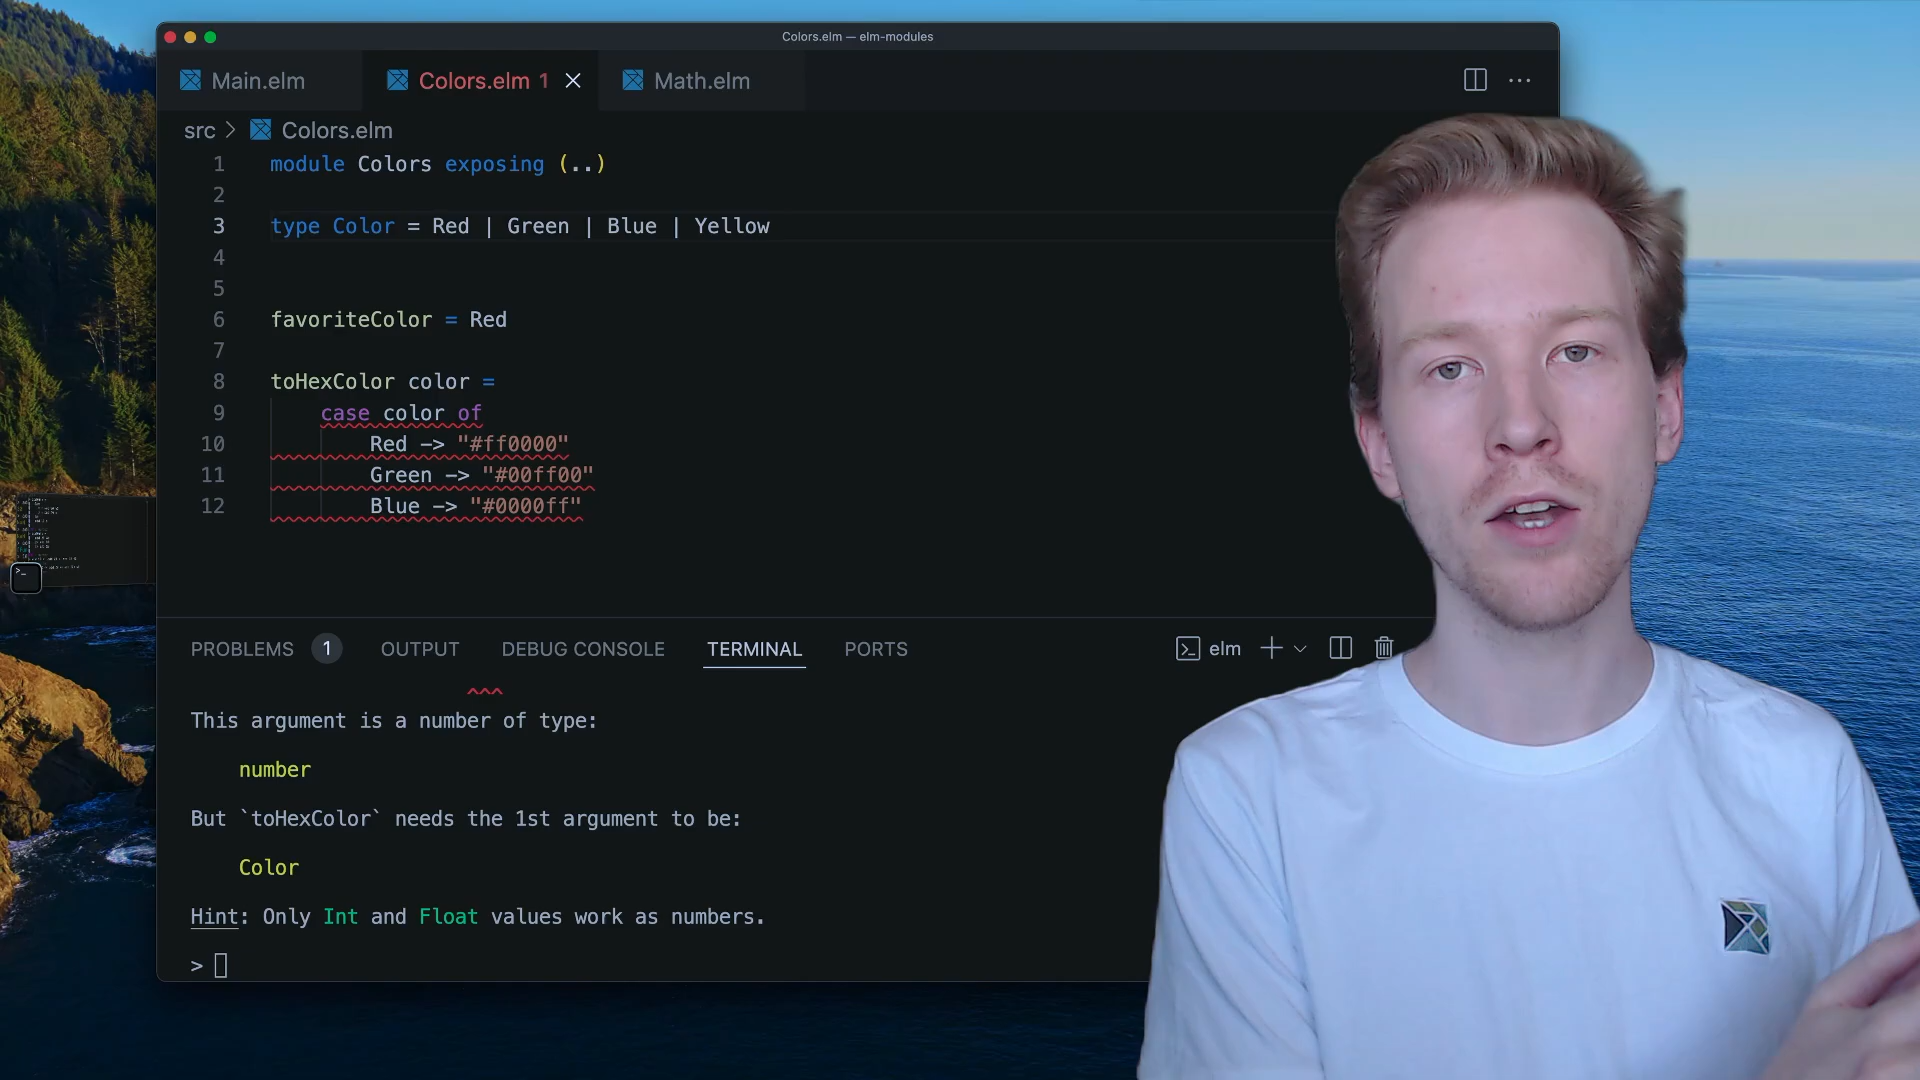 Colors.elm — elm-modules
Main.elm
Colors.elm 1
Math.elm
src > Colors.elm
1 module Colors exposing (..)
2
3 type Color = Red | Green | Blue | Yellow
4
5
6 favoriteColor = Red
7
8 toHexColor color =
9 case color of
10 Red -> "#ff0000"
11 Green -> "#00ff00"
12 Blue -> "#0000ff"
PROBLEMS 1 OUTPUT DEBUG CONSOLE TERMINAL PORTS elm
^^^
This argument is a number of type:
number
But `toHexColor` needs the 1st argument to be:
Color
Hint: Only Int and Float values work as numbers.
>